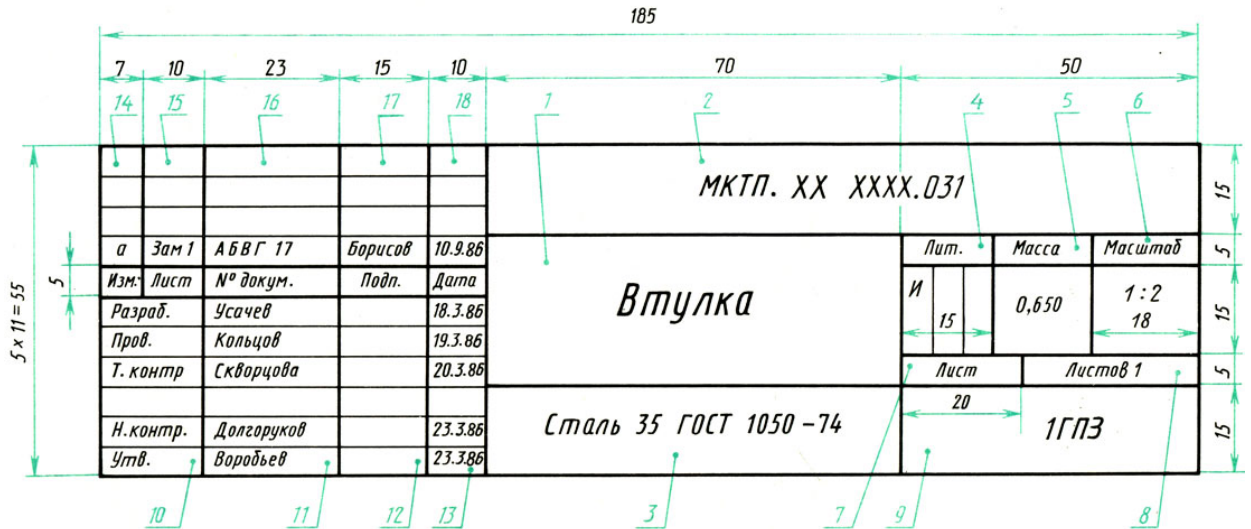 185
7 10 23 15 10 70 50
14 15 16 17 18 1 2 4 5 6
МКТП. ХХ ХХХХ.031
15
а Зам 1 АБВГ 17 Борисов 10.9.86
Лит. Масса Масштаб
5
5
Изм. Лист № докум. Подп. Дата
5 x 11 = 55
Разраб. Усачев 18.3.86
Пров. Кольцов 19.3.86
Т. контр Скворцова 20.3.86
Н.контр. Долгоруков 23.3.86
Утв. Воробьев 23.3.86
Втулка
И
15
0,650
1:2
18
15
Лист Листов 1
5
20
Сталь 35 ГОСТ 1050-74
1ГПЗ
15
10 11 12 13 3 7 9 8